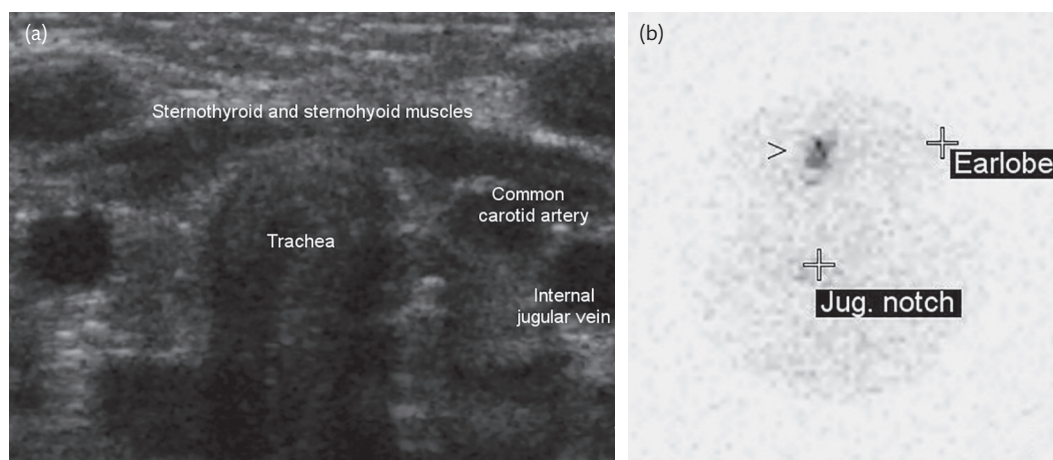 (a)
Sternothyroid and sternohyoid muscles
Common
carotid artery
Trachea
Internal
jugular vein
(b)
>
Earlobe
Jug. notch